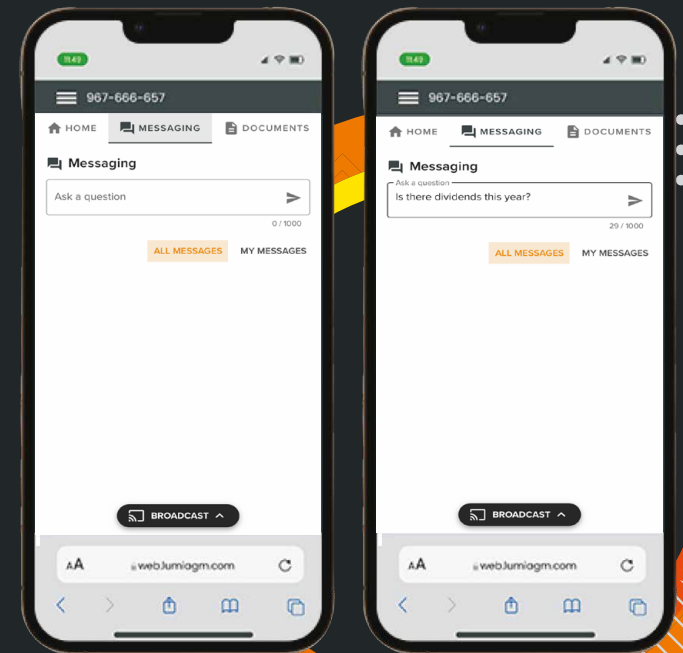 11:49
967-666-657
HOME MESSAGING DOCUMENTS
Messaging
Ask a question
0 / 1000
ALL MESSAGES MY MESSAGES
BROADCAST
AA web.lumiagm.com
11:49
967-666-657
HOME MESSAGING DOCUMENTS
Messaging
Ask a question
Is there dividends this year?
29 / 1000
ALL MESSAGES MY MESSAGES
BROADCAST
AA web.lumiagm.com